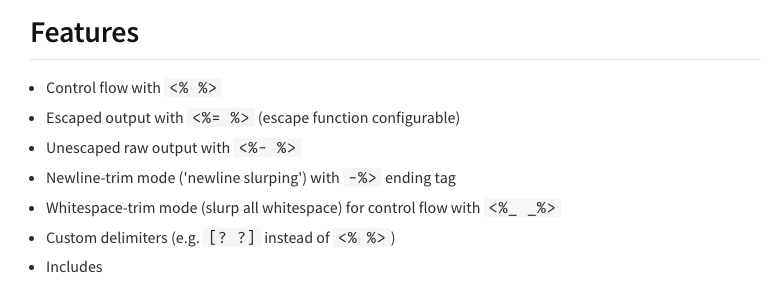 Features
• Control flow with <% %>
• Escaped output with <%= %> (escape function configurable)
• Unescaped raw output with <%- %>
• Newline-trim mode ('newline slurping') with -%> ending tag
• Whitespace-trim mode (slurp all whitespace) for control flow with <%_ _%>
• Custom delimiters (e.g. [? ?] instead of <% %>)
• Includes